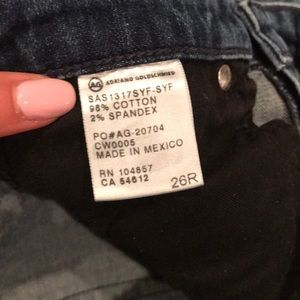 AG ADRIANO GOLDSCHMIED
SAS1317SYF-SYF
98% COTTON
2% SPANDEX
PO#AG-20704
CW0005
MADE IN MEXICO
RN 104857
CA 54612
26R